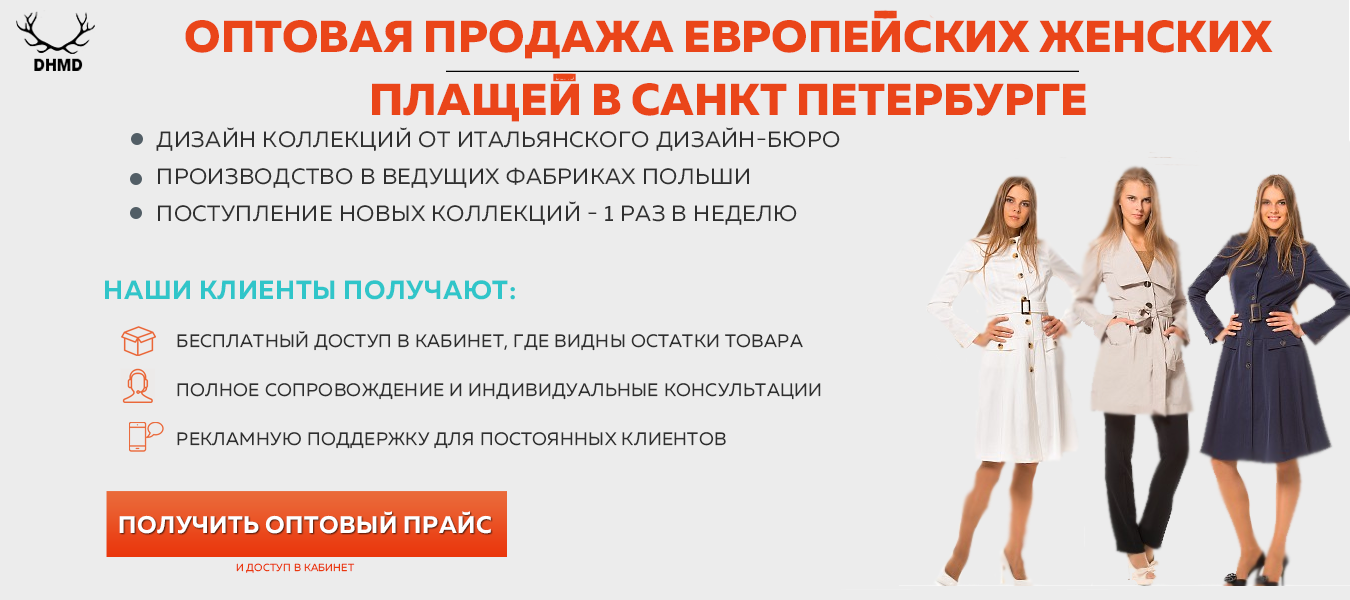 DHMD
ОПТОВАЯ ПРОДАЖА ЕВРОПЕЙСКИХ ЖЕНСКИХ
ПЛАЩЕЙ В САНКТ ПЕТЕРБУРГЕ
ДИЗАЙН КОЛЛЕКЦИЙ ОТ ИТАЛЬЯНСКОГО ДИЗАЙН-БЮРО
ПРОИЗВОДСТВО В ВЕДУЩИХ ФАБРИКАХ ПОЛЬШИ
ПОСТУПЛЕНИЕ НОВЫХ КОЛЛЕКЦИЙ - 1 РАЗ В НЕДЕЛЮ
НАШИ КЛИЕНТЫ ПОЛУЧАЮТ:
БЕСПЛАТНЫЙ ДОСТУП В КАБИНЕТ, ГДЕ ВИДНЫ ОСТАТКИ ТОВАРА
ПОЛНОЕ СОПРОВОЖДЕНИЕ И ИНДИВИДУАЛЬНЫЕ КОНСУЛЬТАЦИИ
РЕКЛАМНУЮ ПОДДЕРЖКУ ДЛЯ ПОСТОЯННЫХ КЛИЕНТОВ
ПОЛУЧИТЬ ОПТОВЫЙ ПРАЙС
И ДОСТУП В КАБИНЕТ